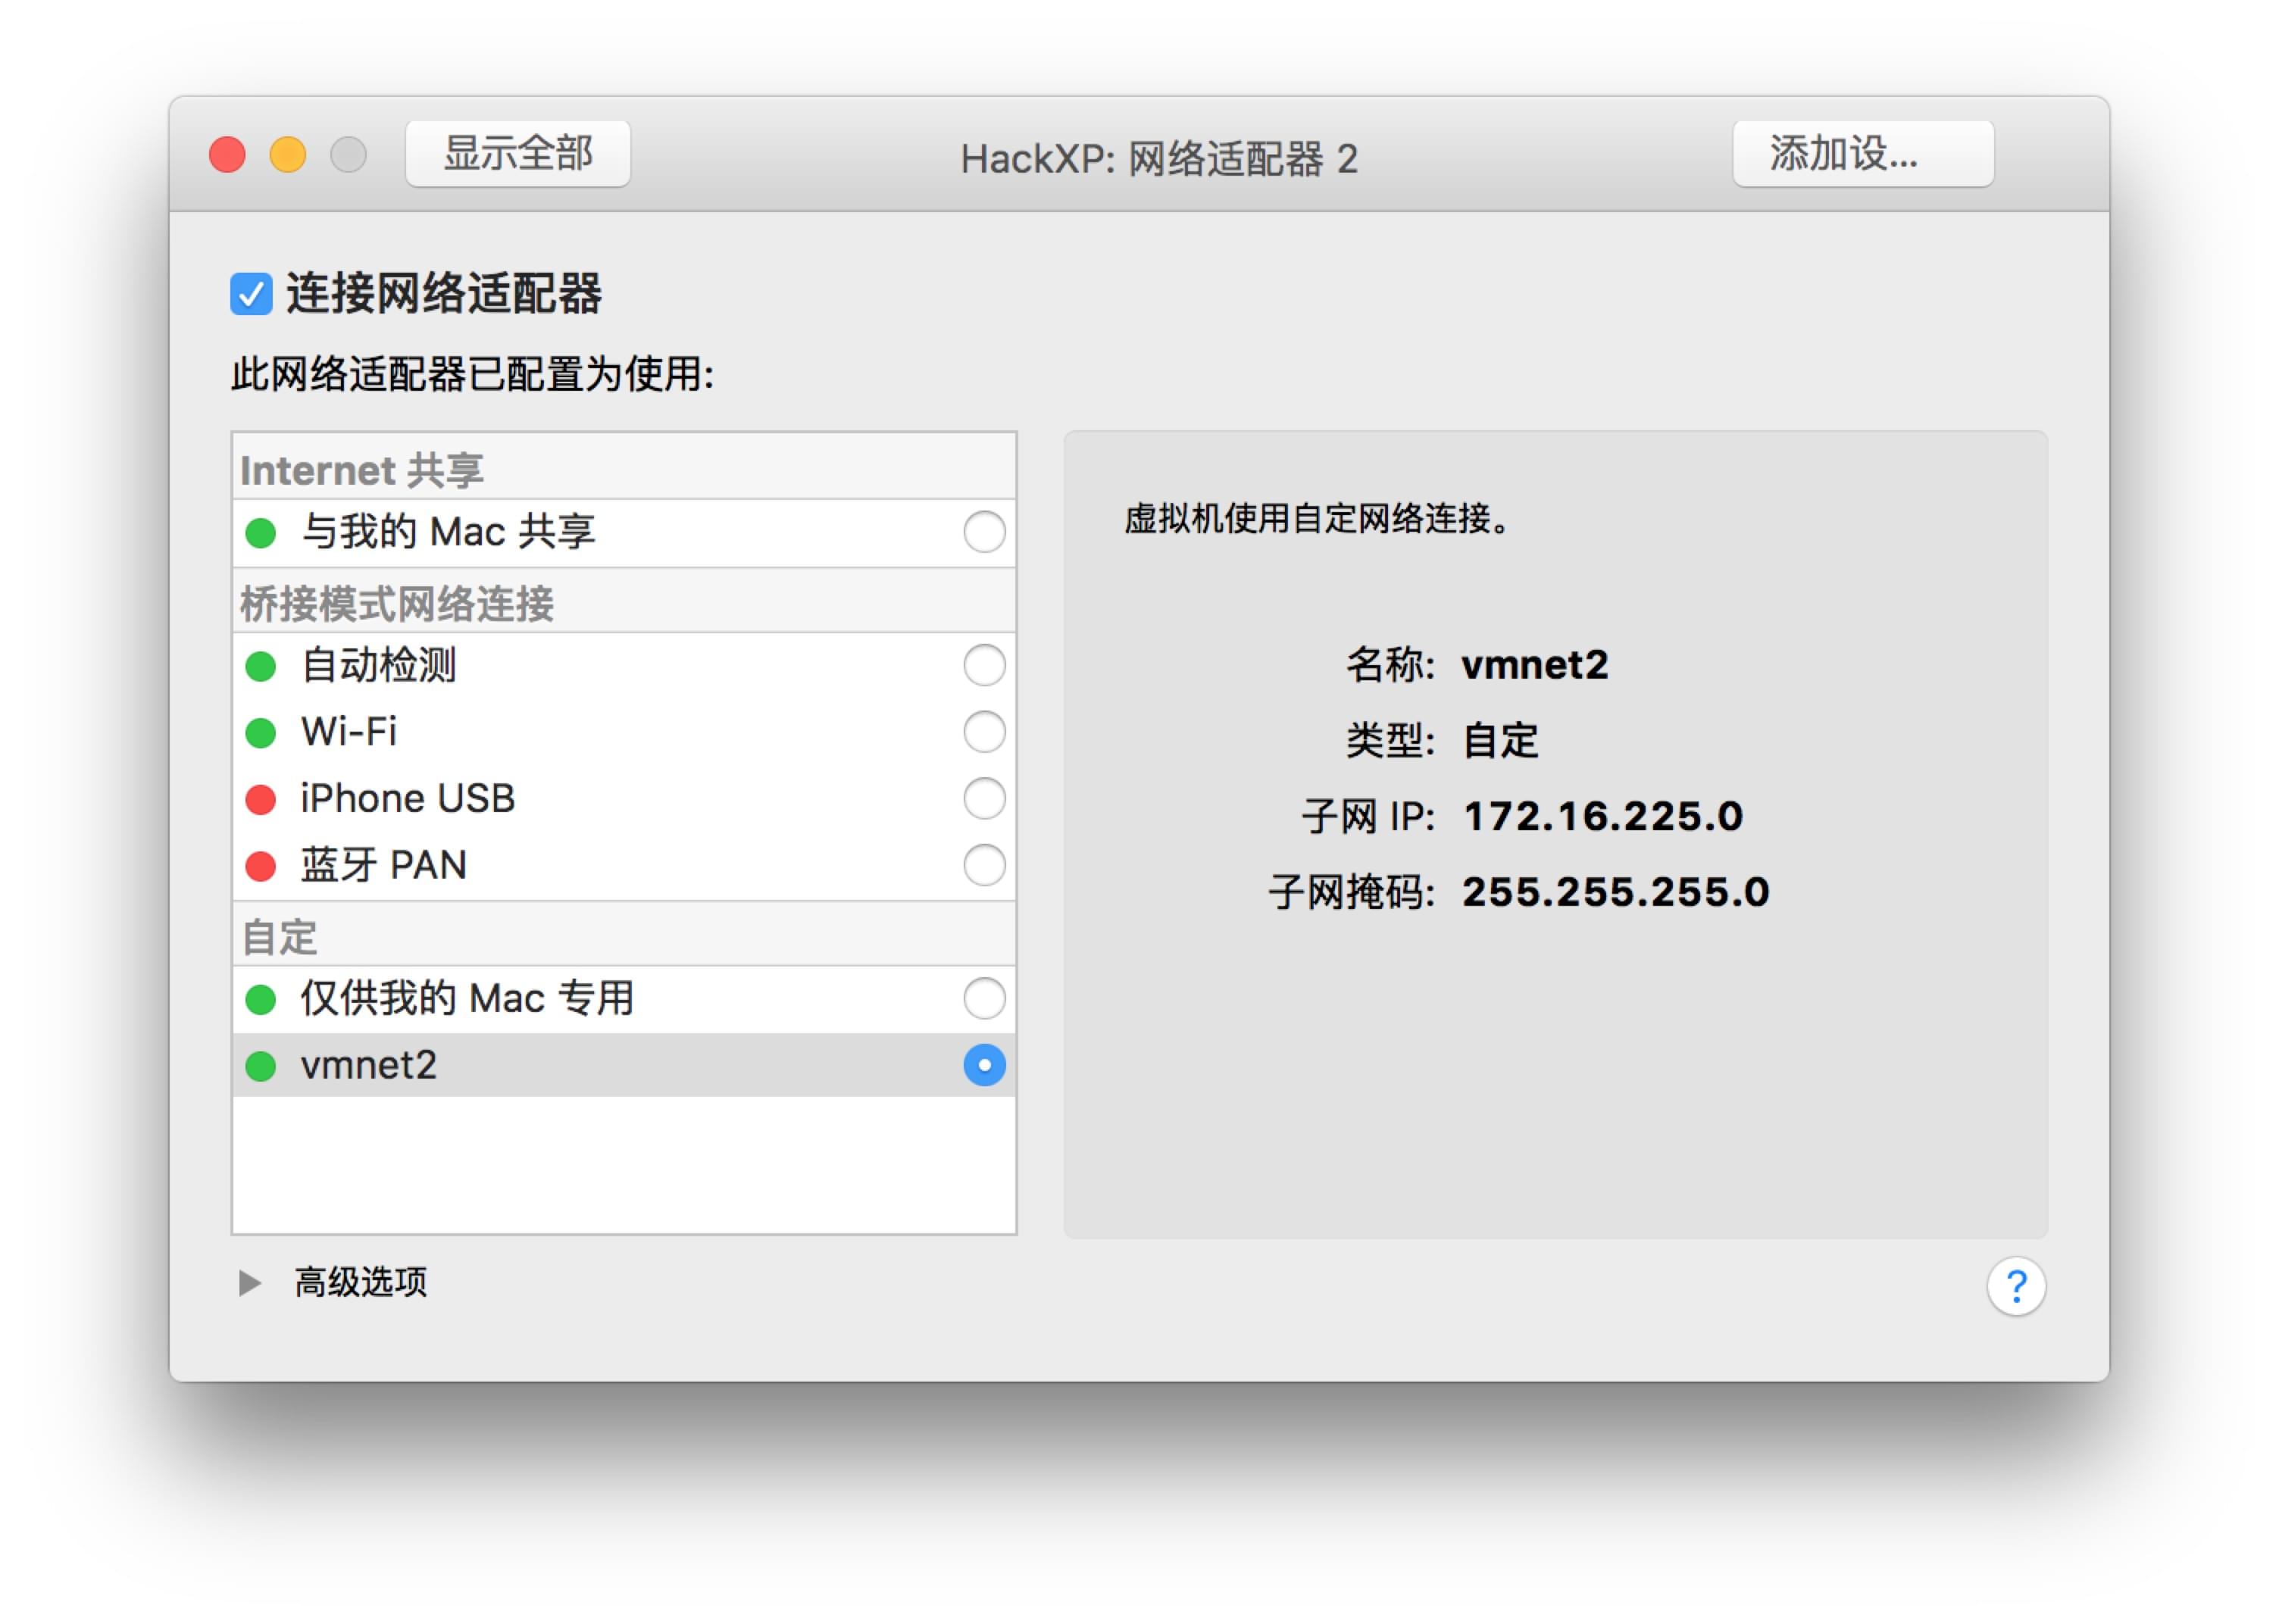 显示全部
HackXP: 网络适配器 2
添加设...
连接网络适配器
此网络适配器已配置为使用:
Internet 共享
与我的 Mac 共享
桥接模式网络连接
自动检测
Wi-Fi
iPhone USB
蓝牙 PAN
自定
仅供我的 Mac 专用
vmnet2
虚拟机使用自定网络连接。
名称: vmnet2
类型: 自定
子网 IP: 172.16.225.0
子网掩码: 255.255.255.0
高级选项
?